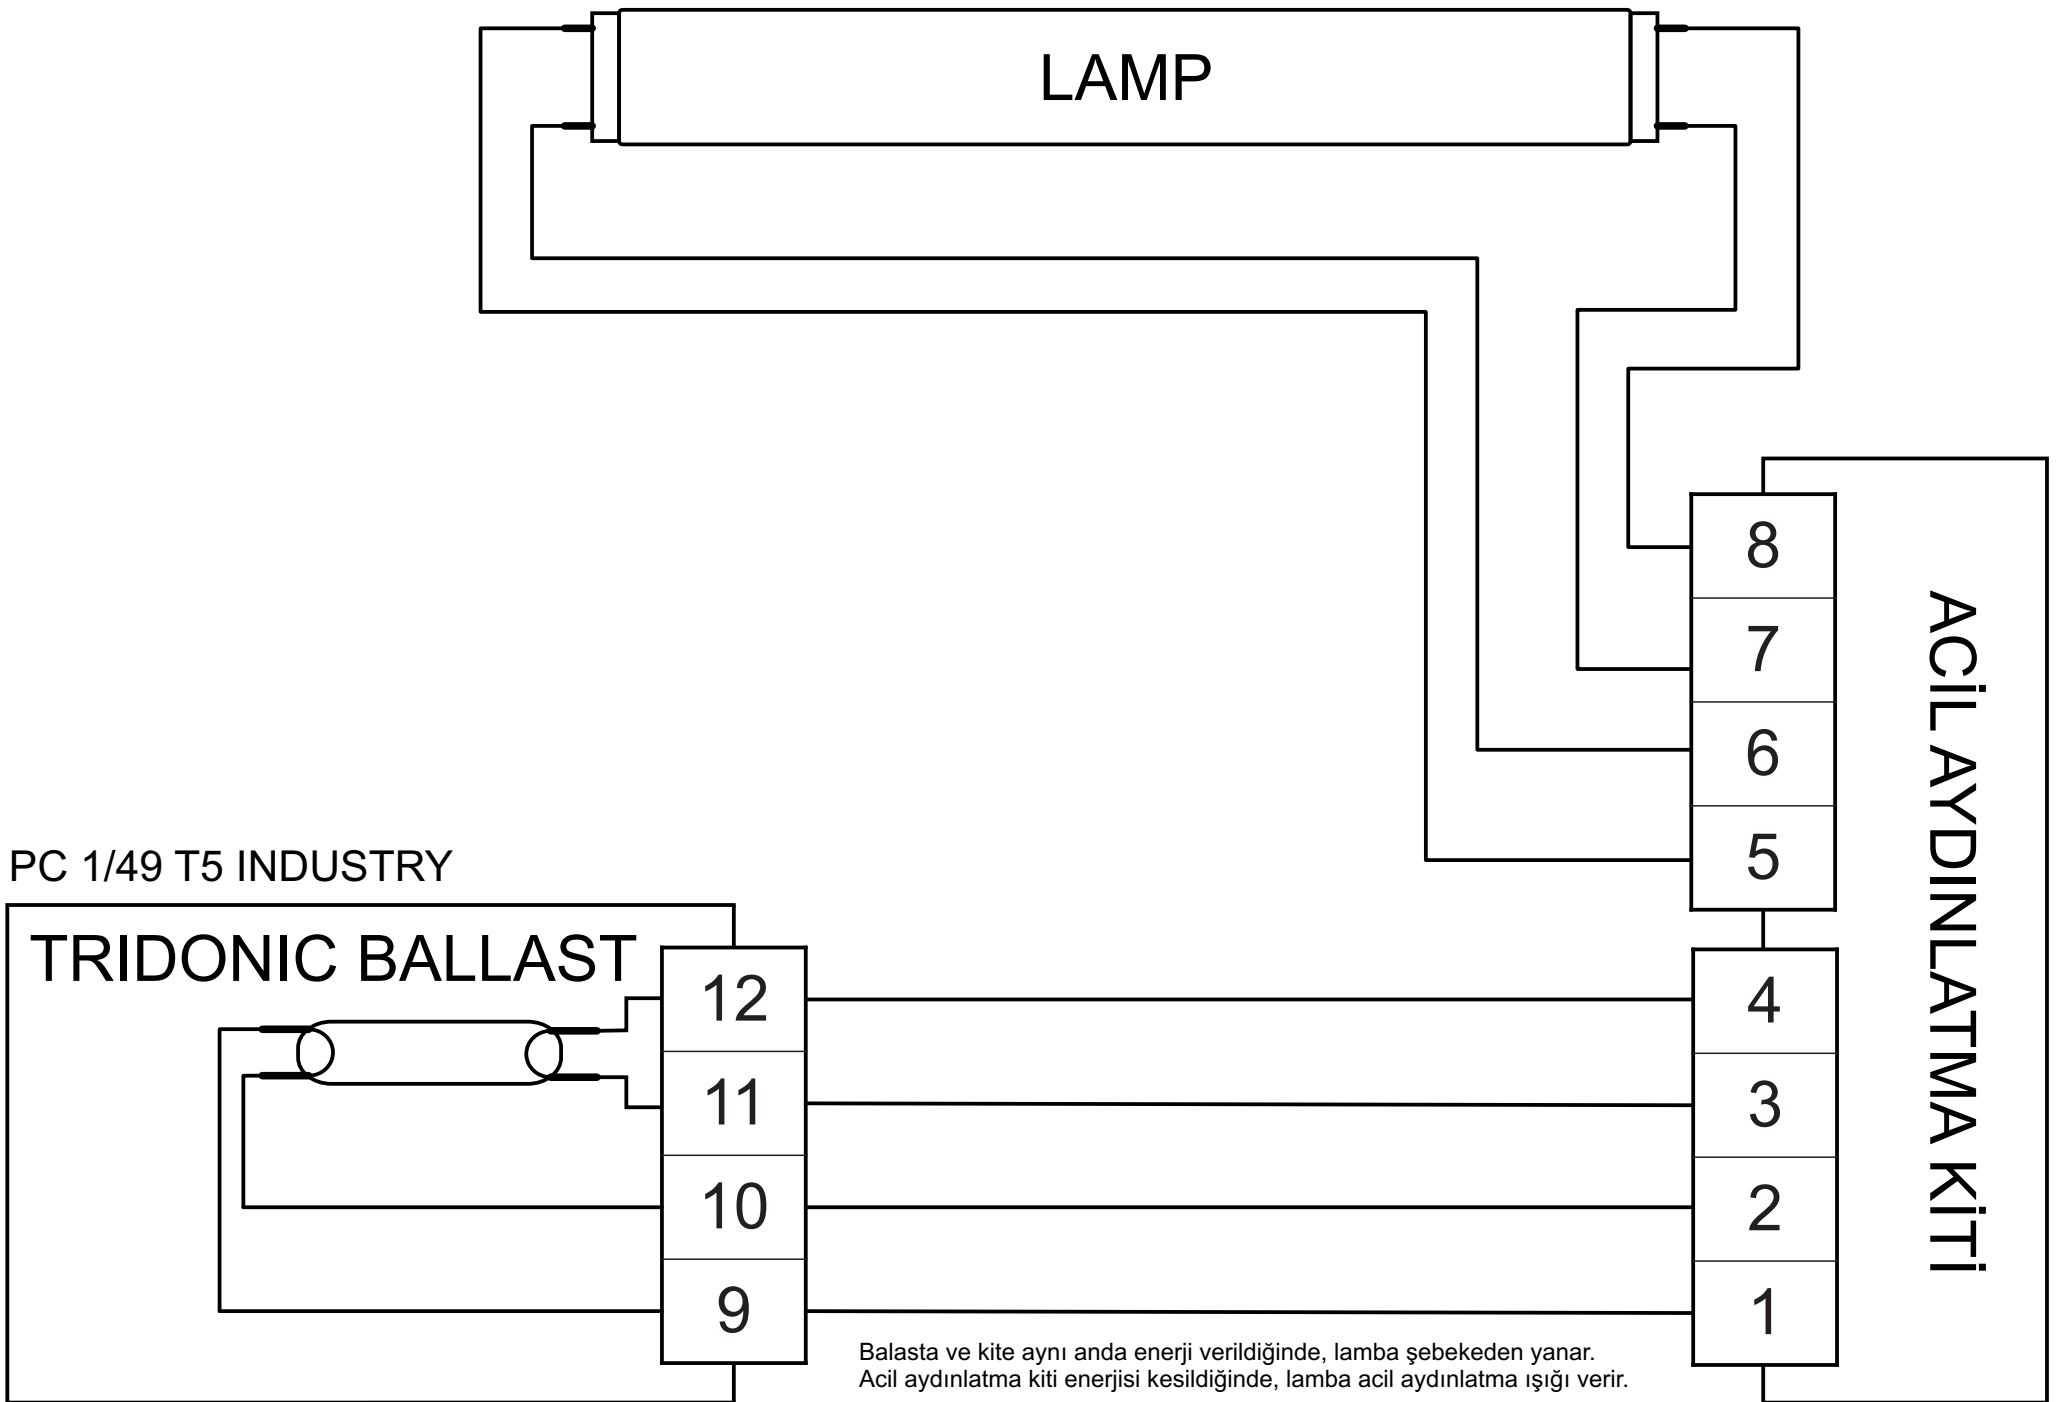 LAMP
8
7
6
5
ACİL AYDINLATMA KİTİ
PC 1/49 T5 INDUSTRY
TRIDONIC BALLAST
12
11
10
9
4
3
2
1
Balasta ve kite aynı anda enerji verildiğinde, lamba şebekeden yanar.
Acil aydınlatma kiti enerjisi kesildiğinde, lamba acil aydınlatma ışığı verir.